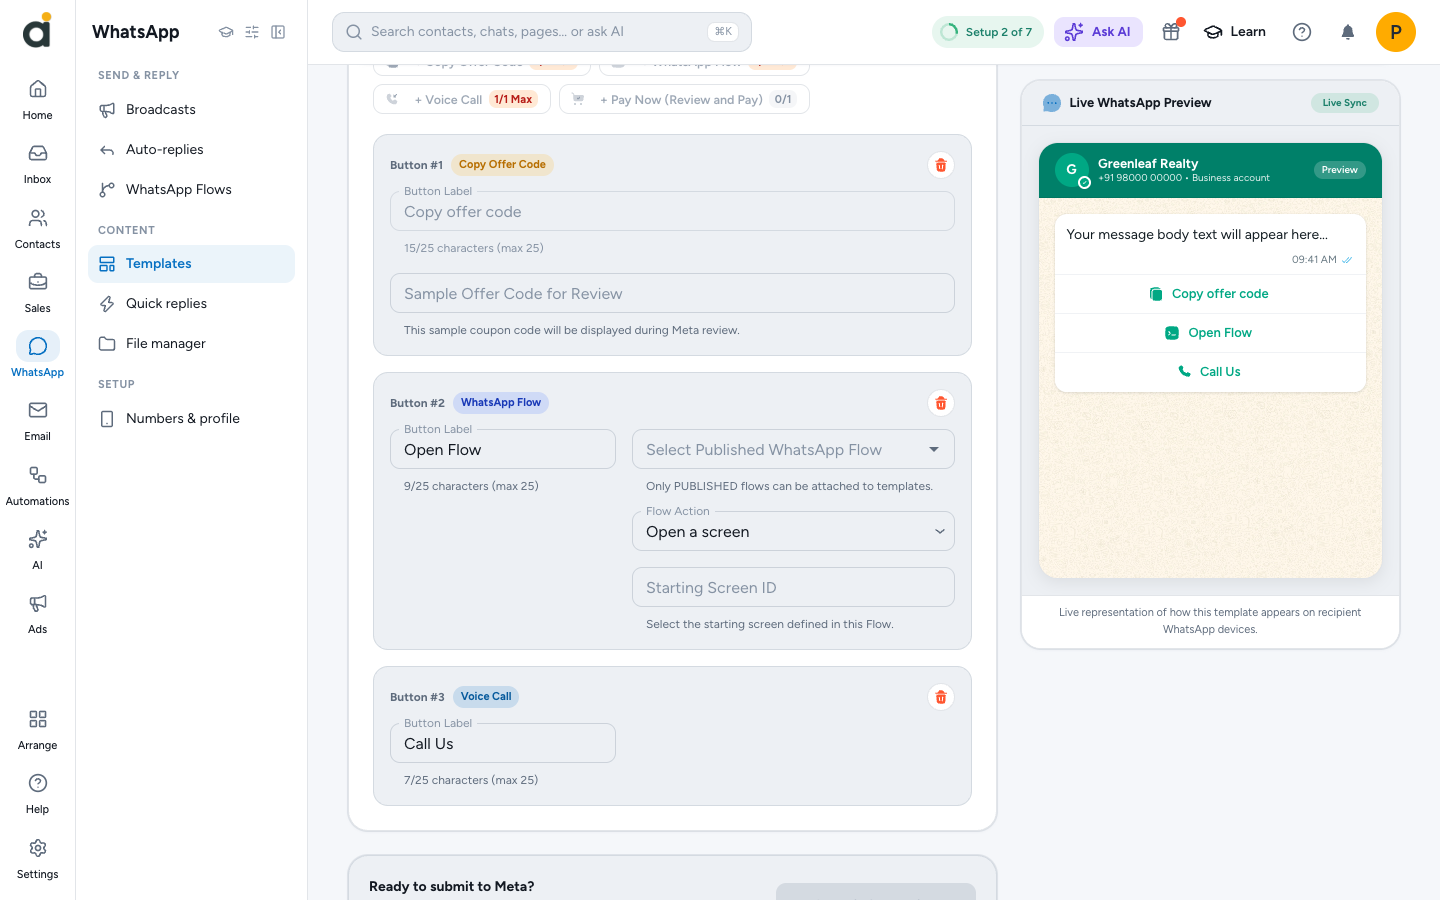 WhatsApp
Search contacts, chats, pages... or ask AI
⌘K
Setup 2 of 7
Ask AI
Learn
P
Home
Inbox
Contacts
Sales
WhatsApp
Email
Automations
AI
Ads
Arrange
Help
Settings
SEND & REPLY
Broadcasts
Auto-replies
WhatsApp Flows
CONTENT
Templates
Quick replies
File manager
SETUP
Numbers & profile
+ Voice Call 1/1 Max
+ Pay Now (Review and Pay) 0/1
Button #1 Copy Offer Code
Button Label
Copy offer code
15/25 characters (max 25)
Sample Offer Code for Review
This sample coupon code will be displayed during Meta review.
Button #2 WhatsApp Flow
Button Label
Open Flow
9/25 characters (max 25)
Select Published WhatsApp Flow
Only PUBLISHED flows can be attached to templates.
Flow Action
Open a screen
Starting Screen ID
Select the starting screen defined in this Flow.
Button #3 Voice Call
Button Label
Call Us
7/25 characters (max 25)
Ready to submit to Meta?
Live WhatsApp Preview
Live Sync
G
Greenleaf Realty
+91 98000 00000 • Business account
Preview
Your message body text will appear here...
09:41 AM
Copy offer code
Open Flow
Call Us
Live representation of how this template appears on recipient
WhatsApp devices.